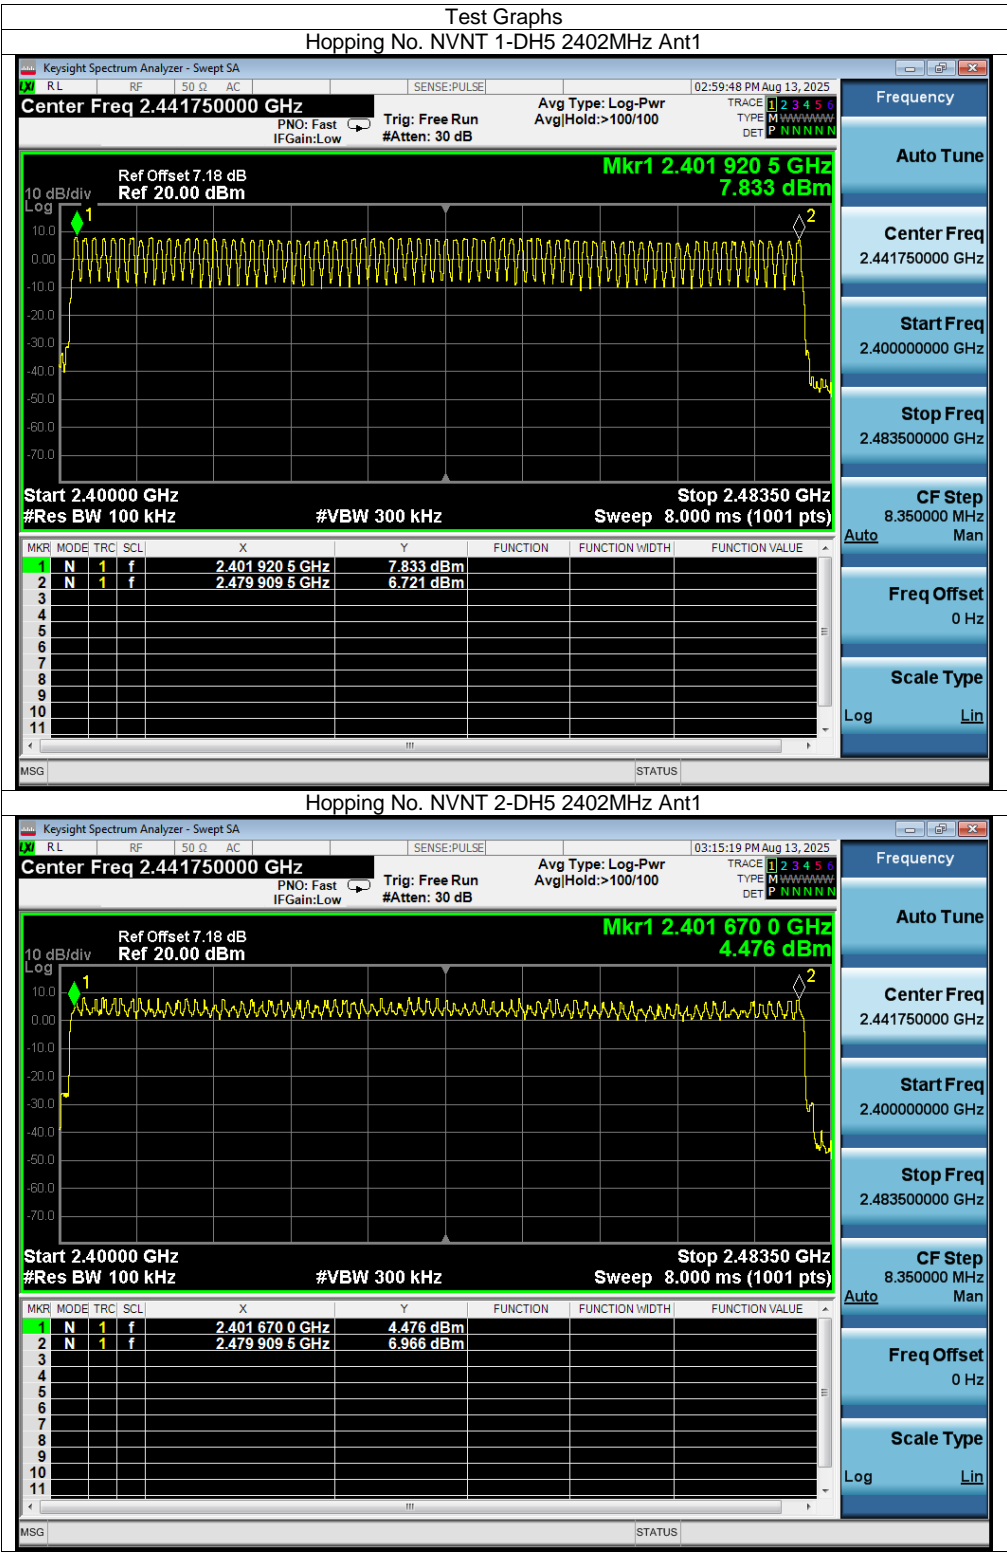 Test Graphs
Hopping No. NVNT 1-DH5 2402MHz Ant1
Keysight Spectrum Analyzer - Swept SA
LXI RL RF 50 Ω AC SENSE:PULSE 02:59:48 PM Aug 13, 2025
Center Freq 2.441750000 GHz
PNO: Fast
IFGain:Low
Trig: Free Run
#Atten: 30 dB
Avg Type: Log-Pwr
Avg|Hold:>100/100
TRACE 1 2 3 4 5 6
TYPE M WWWWW
DET P N N N N N
Frequency
Auto Tune
Center Freq
2.441750000 GHz
Start Freq
2.400000000 GHz
Stop Freq
2.483500000 GHz
CF Step
8.350000 MHz
Auto Man
Freq Offset
0 Hz
Scale Type
Log Lin
Mkr1 2.401 920 5 GHz
7.833 dBm
Ref Offset 7.18 dB
10 dB/div Ref 20.00 dBm
Log
1
2
10.0
0.00
-10.0
-20.0
-30.0
-40.0
-50.0
-60.0
-70.0
Start 2.40000 GHz Stop 2.48350 GHz
#Res BW 100 kHz #VBW 300 kHz Sweep 8.000 ms (1001 pts)
MKR MODE TRC SCL X Y FUNCTION FUNCTION WIDTH FUNCTION VALUE
1 N 1 f 2.401 920 5 GHz 7.833 dBm
2 N 1 f 2.479 909 5 GHz 6.721 dBm
3
4
5
6
7
8
9
10
11
MSG STATUS
Hopping No. NVNT 2-DH5 2402MHz Ant1
Keysight Spectrum Analyzer - Swept SA
LXI RL RF 50 Ω AC SENSE:PULSE 03:15:19 PM Aug 13, 2025
Center Freq 2.441750000 GHz
PNO: Fast
IFGain:Low
Trig: Free Run
#Atten: 30 dB
Avg Type: Log-Pwr
Avg|Hold:>100/100
TRACE 1 2 3 4 5 6
TYPE M WWWWW
DET P N N N N N
Frequency
Auto Tune
Center Freq
2.441750000 GHz
Start Freq
2.400000000 GHz
Stop Freq
2.483500000 GHz
CF Step
8.350000 MHz
Auto Man
Freq Offset
0 Hz
Scale Type
Log Lin
Mkr1 2.401 670 0 GHz
4.476 dBm
Ref Offset 7.18 dB
10 dB/div Ref 20.00 dBm
Log
1
2
10.0
0.00
-10.0
-20.0
-30.0
-40.0
-50.0
-60.0
-70.0
Start 2.40000 GHz Stop 2.48350 GHz
#Res BW 100 kHz #VBW 300 kHz Sweep 8.000 ms (1001 pts)
MKR MODE TRC SCL X Y FUNCTION FUNCTION WIDTH FUNCTION VALUE
1 N 1 f 2.401 670 0 GHz 4.476 dBm
2 N 1 f 2.479 909 5 GHz 6.966 dBm
3
4
5
6
7
8
9
10
11
MSG STATUS